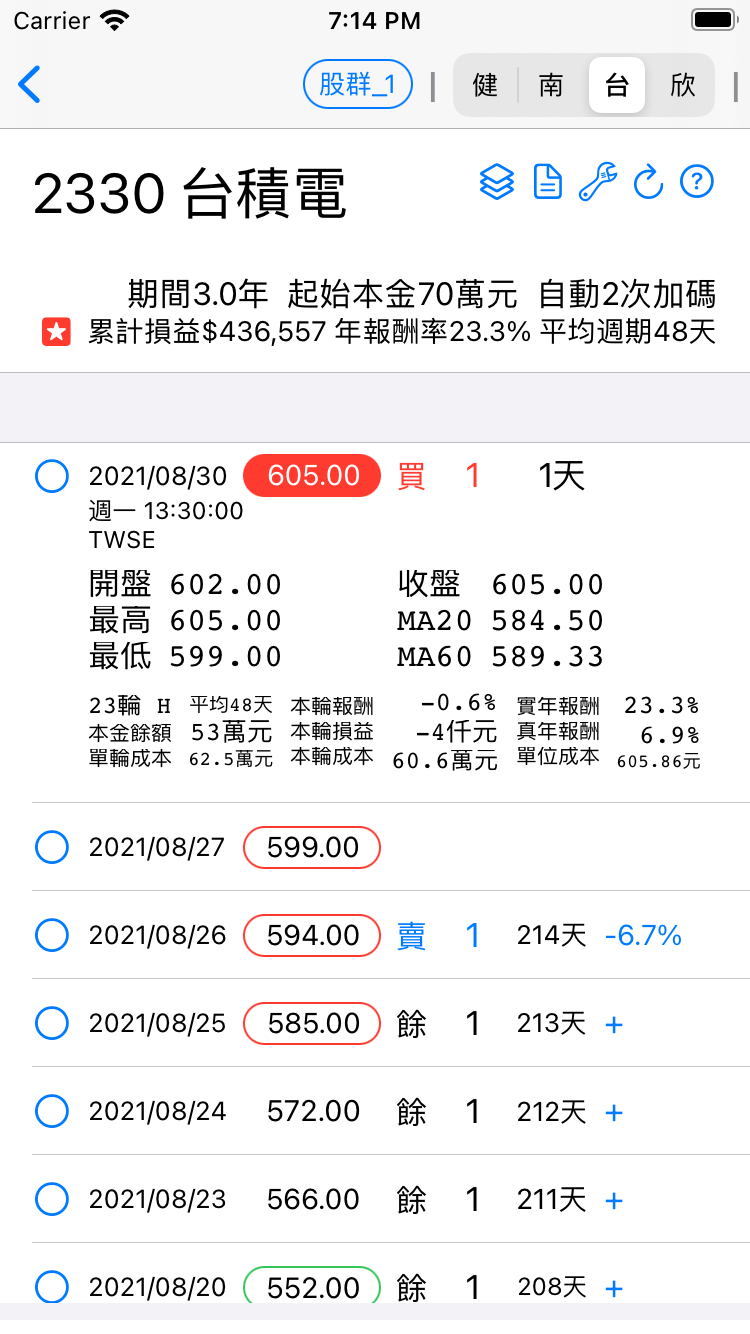 Carrier 7:14 PM
股群_1 | 健 南 台 欣 |
2330 台積電
期間3.0年 起始本金70萬元 自動2次加碼
累計損益$436,557 年報酬率23.3% 平均週期48天
2021/08/30 605.00 買 1 1天
週一 13:30:00
TWSE
開盤 602.00 收盤 605.00
最高 605.00 MA20 584.50
最低 599.00 MA60 589.33
23輪 H 平均48天 本輪報酬 -0.6% 實年報酬 23.3%
本金餘額 53萬元 本輪損益 -4仟元 真年報酬 6.9%
單輪成本 62.5萬元 本輪成本 60.6萬元 單位成本 605.86元
2021/08/27 599.00
2021/08/26 594.00 賣 1 214天 -6.7%
2021/08/25 585.00 餘 1 213天 +
2021/08/24 572.00 餘 1 212天 +
2021/08/23 566.00 餘 1 211天 +
2021/08/20 552.00 餘 1 208天 +